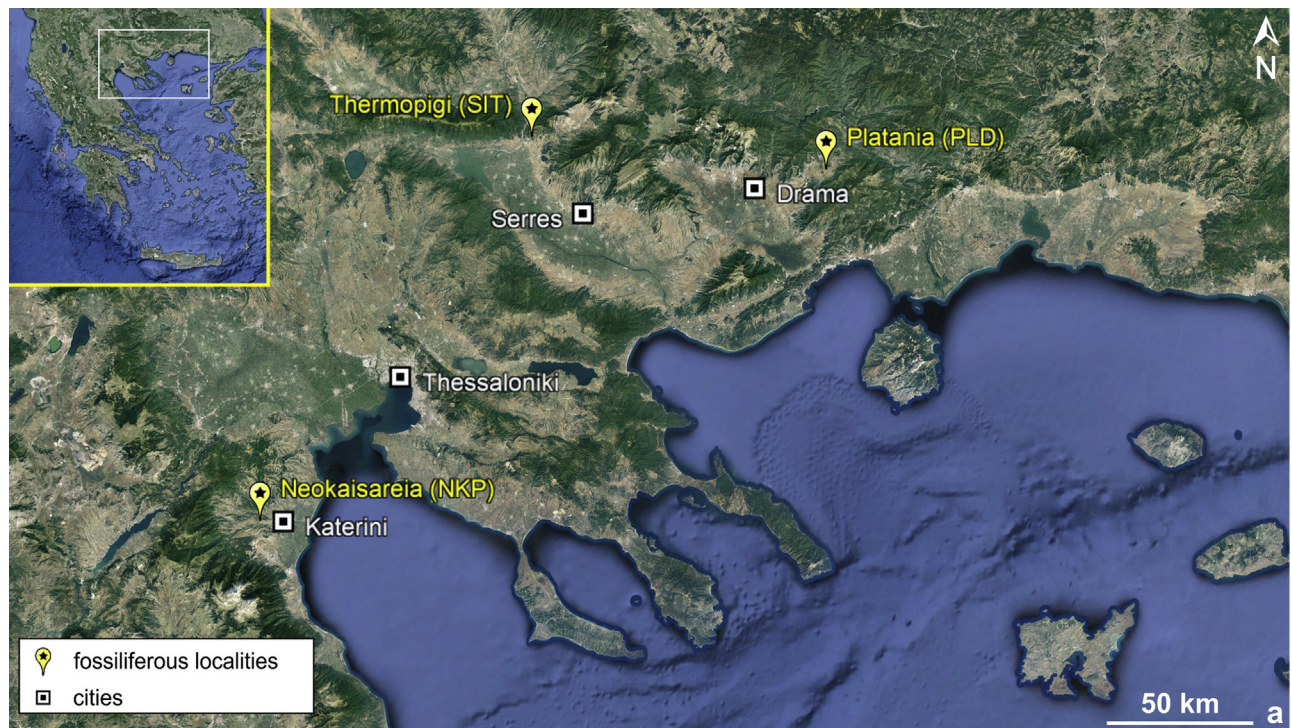 N
Thermopigi (SIT)
Platania (PLD)
Drama
Serres
Thessaloniki
Neokaisareia (NKP)
Katerini
fossiliferous localities
cities
50 km
a